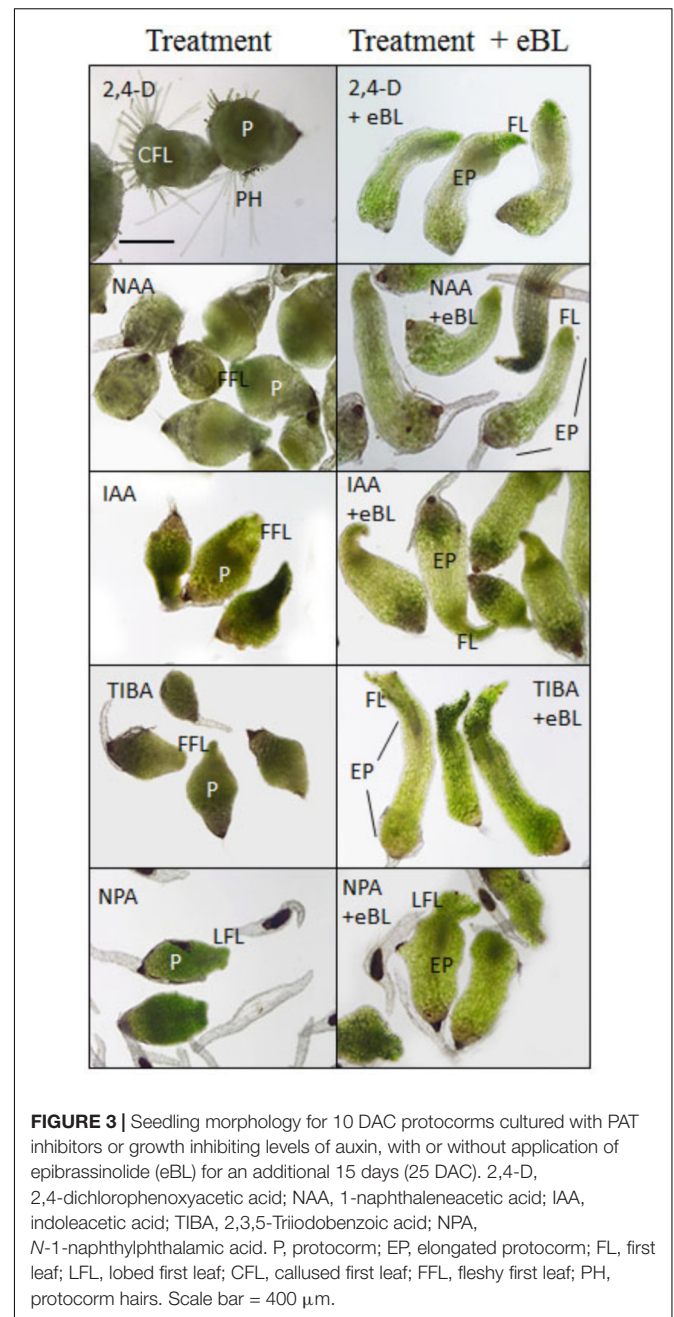 Treatment Treatment + eBL
2,4-D
CFL
P
PH
2,4-D
+ eBL
FL
EP
NAA
FFL
P
NAA
+eBL
FL
EP
IAA
FFL
P
IAA
+eBL
EP
FL
TIBA
FFL
P
FL
TIBA
+eBL
EP
NPA
LFL
P
NPA
+eBL
LFL
EP
FIGURE 3 | Seedling morphology for 10 DAC protocorms cultured with PAT
inhibitors or growth inhibiting levels of auxin, with or without application of
epibrassinolide (eBL) for an additional 15 days (25 DAC). 2,4-D,
2,4-dichlorophenoxyacetic acid; NAA, 1-naphthaleneacetic acid; IAA,
indoleacetic acid; TIBA, 2,3,5-Triiodobenzoic acid; NPA,
N-1-naphthylphthalamic acid. P, protocorm; EP, elongated protocorm; FL, first
leaf; LFL, lobed first leaf; CFL, callused first leaf; FFL, fleshy first leaf; PH,
protocorm hairs. Scale bar = 400 μm.